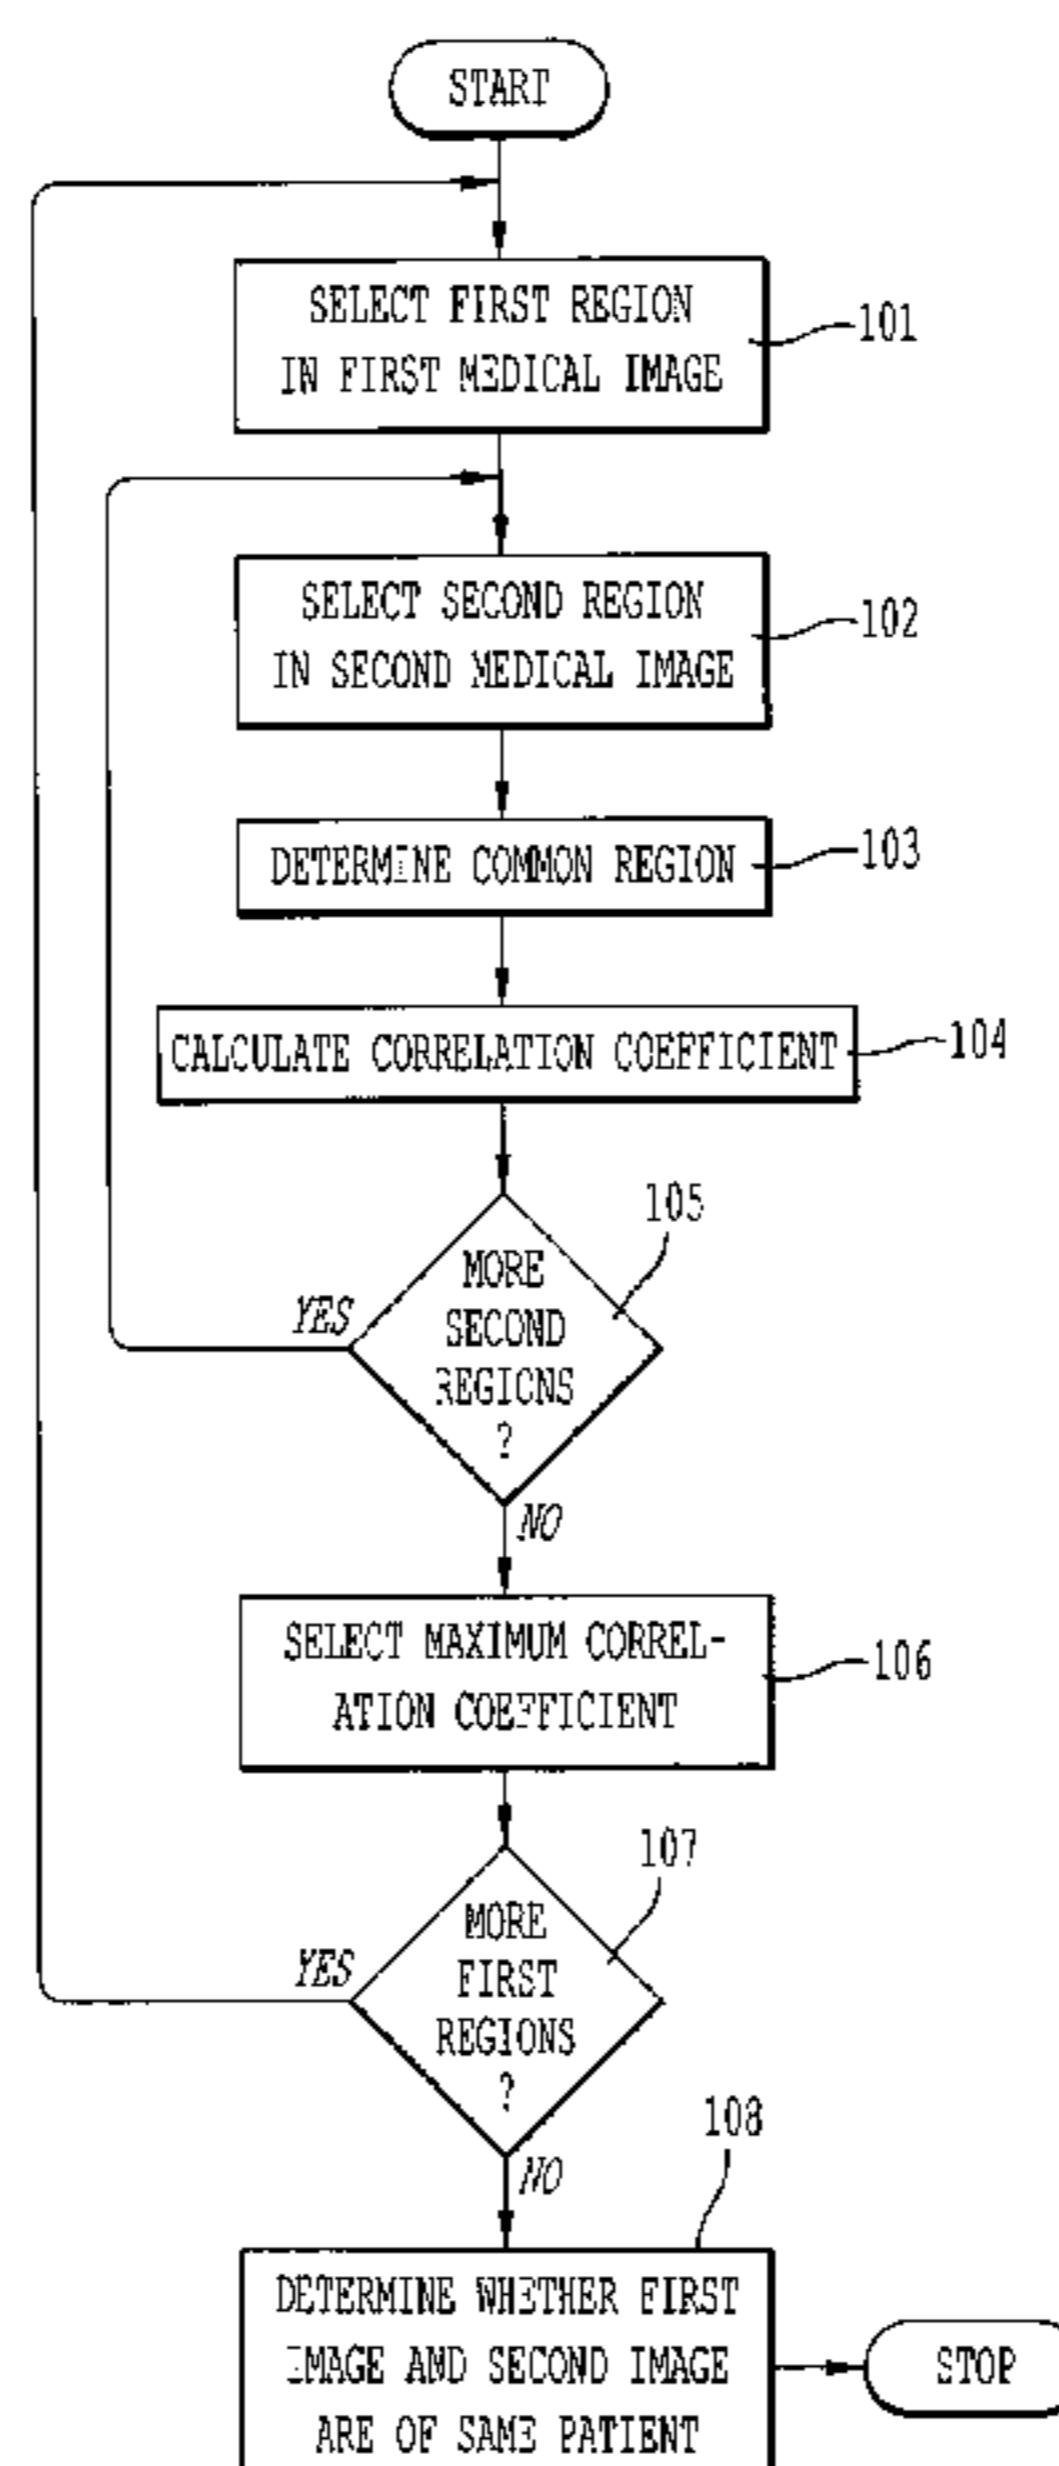 START
SELECT FIRST REGION
IN FIRST MEDICAL IMAGE
101
SELECT SECOND REGION
IN SECOND MEDICAL IMAGE
102
DETERMINE COMMON REGION
103
CALCULATE CORRELATION COEFFICIENT
104
105
MORE
SECOND
REGIONS
?
YES
NO
SELECT MAXIMUM CORREL-
ATION COEFFICIENT
106
107
MORE
FIRST
REGIONS
?
YES
NO
108
DETERMINE WHETHER FIRST
IMAGE AND SECOND IMAGE
ARE OF SAME PATIENT
STOP